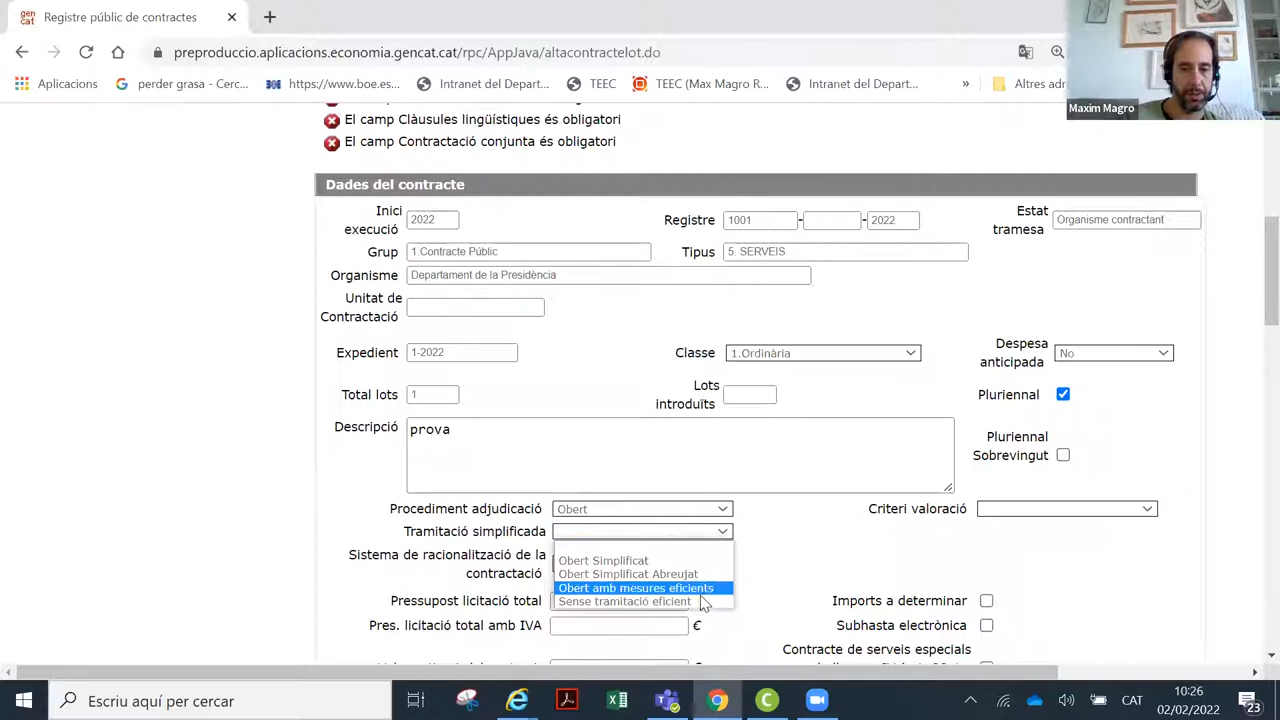 gen
cat
Registre públic de contractes
preproduccio.aplicacions.economia.gencat.cat/rpc/AppJava/altacontractelot.do
Aplicacions
perder grasa - Cerc...
https://www.boe.es...
Intranet del Depart...
TEEC
TEEC (Max Magro R...
Intranet del Depart...
»
Altres adr
Maxim Magro
El camp Clàusules lingüístiques és obligatori
El camp Contractació conjunta és obligatori
Dades del contracte
Inici
execució
2022
Registre
1001
-
-
2022
Estat
tramesa
Organisme contractant
Grup
1.Contracte Públic
Tipus
5. SERVEIS
Organisme
Departament de la Presidència
Unitat de
Contractació
Expedient
1-2022
Classe
1.Ordinària
Despesa
anticipada
No
Total lots
1
Lots
introduïts
Pluriennal
Descripció
prova
Pluriennal
Sobrevingut
Procediment adjudicació
Obert
Criteri valoració
Tramitació simplificada
Obert Simplificat
Obert Simplificat Abreujat
Obert amb mesures eficients
Sense tramitació eficient
Sistema de racionalització de la
contractació
Pressupost licitació total
Imports a determinar
Pres. licitació total amb IVA
€
Subhasta electrònica
Contracte de serveis especials
Escriu aquí per cercar
CAT
10:26
02/02/2022
23